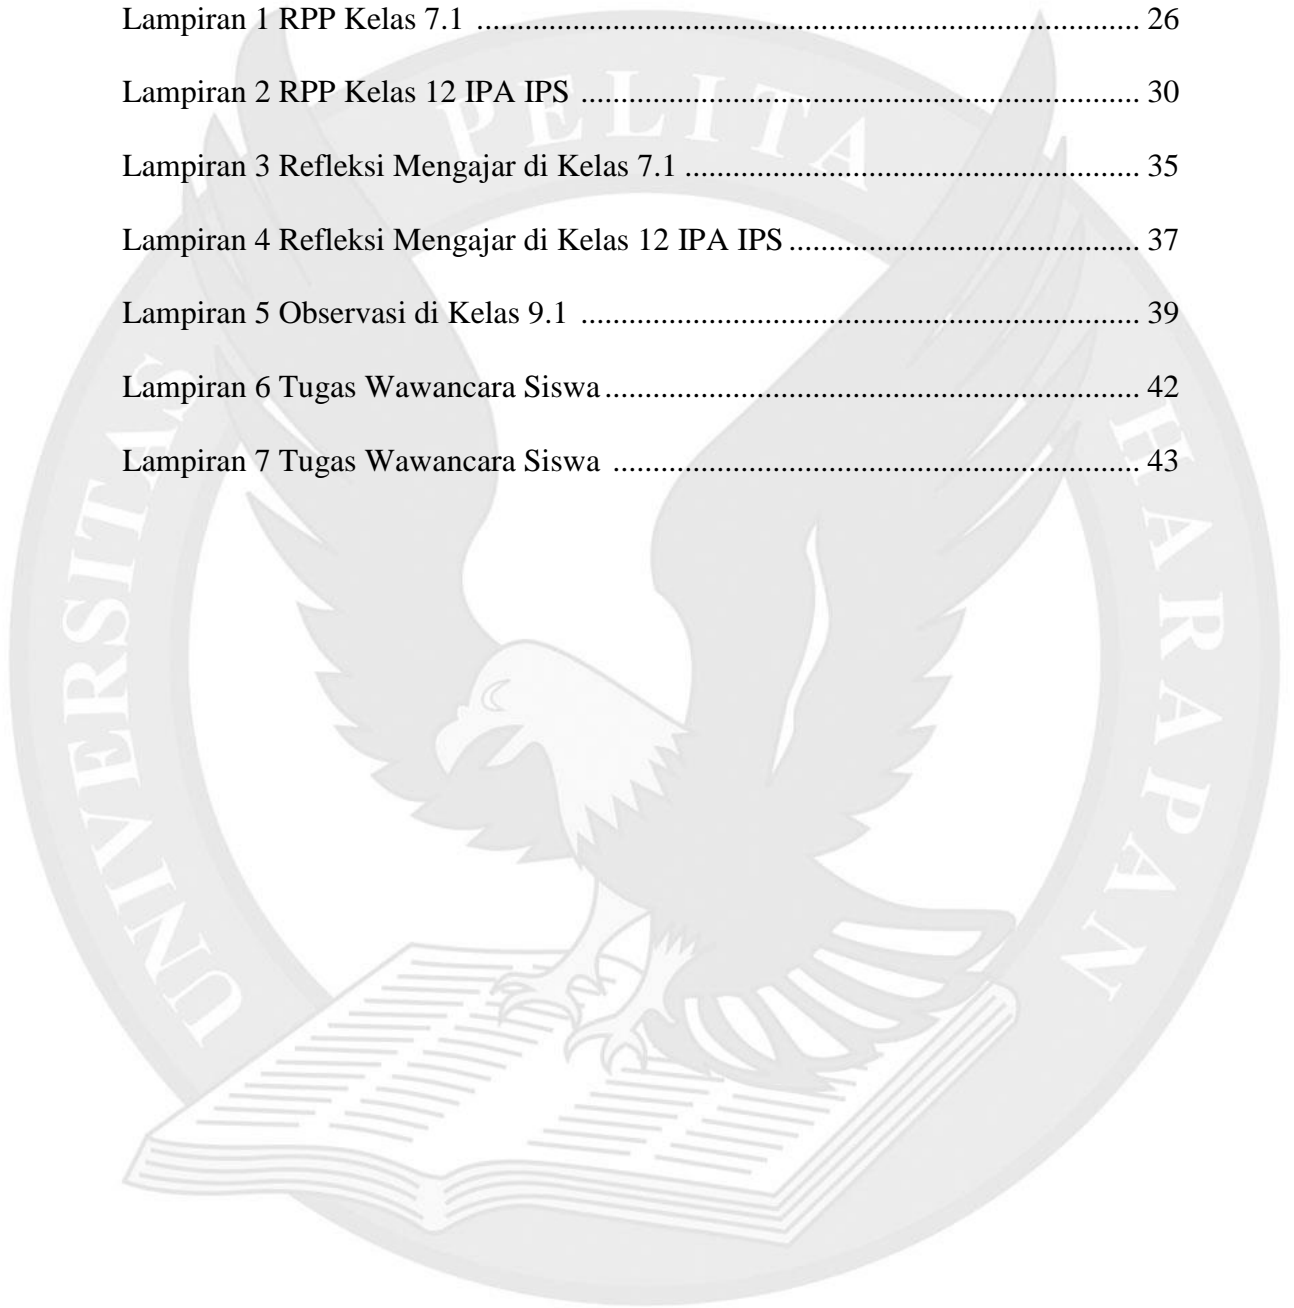 Lampiran 1 RPP Kelas 7.1 ................................................................................... 26
Lampiran 2 RPP Kelas 12 IPA IPS ...................................................................... 30
Lampiran 3 Refleksi Mengajar di Kelas 7.1 ......................................................... 35
Lampiran 4 Refleksi Mengajar di Kelas 12 IPA IPS ............................................ 37
Lampiran 5 Observasi di Kelas 9.1 ...................................................................... 39
Lampiran 6 Tugas Wawancara Siswa ................................................................... 42
Lampiran 7 Tugas Wawancara Siswa .................................................................. 43
UNIVERSITAS PELITA HARAPAN